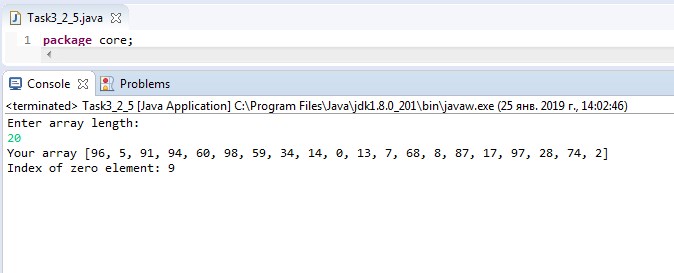 Task3_2_5.java
1 package core;
Console Problems
<terminated> Task3_2_5 [Java Application] C:\Program Files\Java\jdk1.8.0_201\bin\javaw.exe (25 янв. 2019 г., 14:02:46)
Enter array length:
20
Your array [96, 5, 91, 94, 60, 98, 59, 34, 14, 0, 13, 7, 68, 8, 87, 17, 97, 28, 74, 2]
Index of zero element: 9